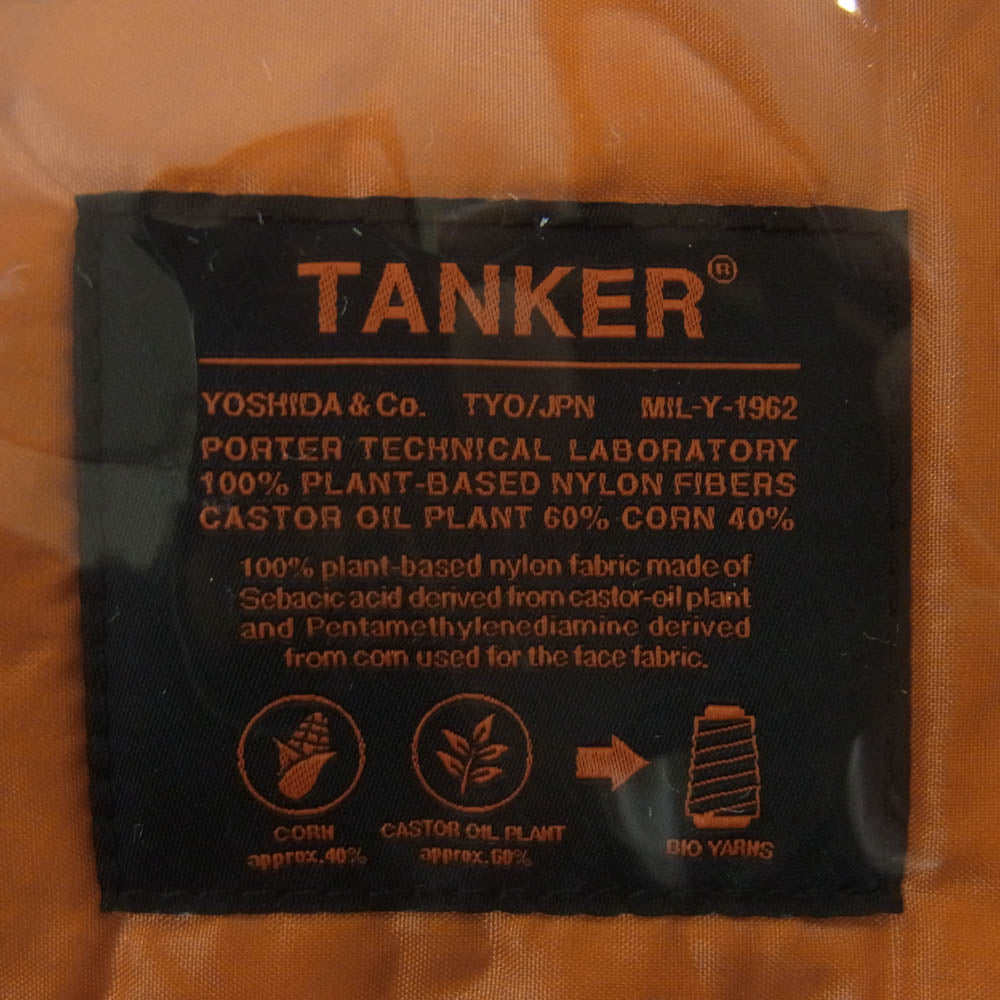 TANKER®
YOSHIDA & Co. TYO/JPN MIL-Y-1962
PORTER TECHNICAL LABORATORY
100% PLANT-BASED NYLON FIBERS
CASTOR OIL PLANT 60% CORN 40%
100% plant-based nylon fabric made of
Sebacic acid derived from castor-oil plant
and Pentamethylenediamine derived
from corn used for the face fabric.
CORN CASTOR OIL PLANT BIO YARNS
approx.40% approx.60%